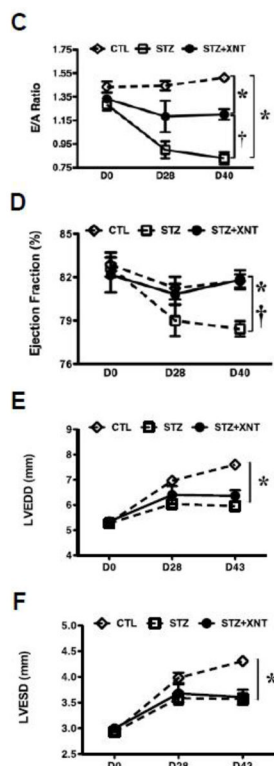 C
CTL STZ STZ+XNT
1.75
1.55
1.35
1.15
0.95
0.75
E/A Ratio
*
†
*
D0 D28 D40
D
CTL STZ STZ+XNT
82
79
76
Ejection Fraction (%)
*
‡
D0 D28 D40
E
CTL STZ STZ+XNT
9
8
7
6
5
4
LVEDD (mm)
*
D0 D28 D43
F
CTL STZ STZ+XNT
5.0
4.5
4.0
3.5
3.0
2.5
LVESD (mm)
*
D0 D28 D43